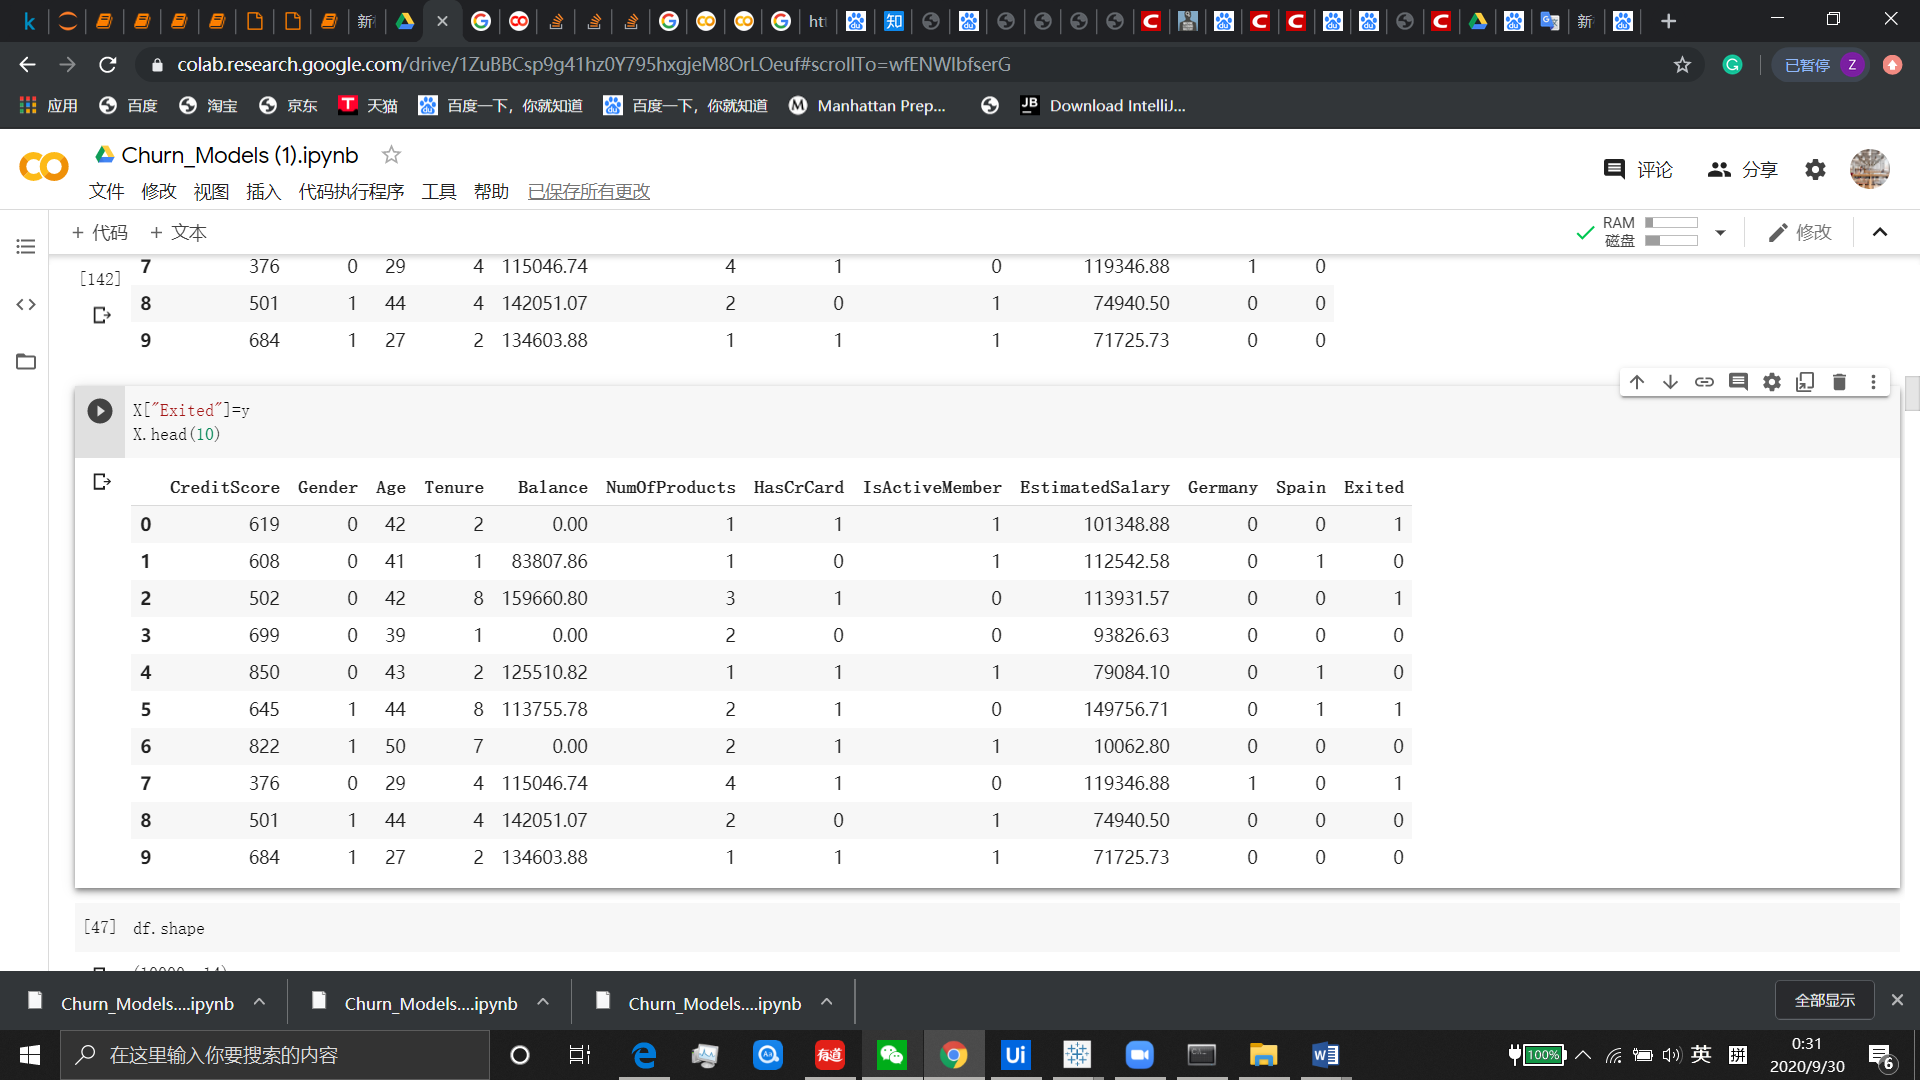 新
htt
知
新
colab.research.google.com/drive/1ZuBBCsp9g41hz0Y795hxgjeM8OrLOeuf#scrollTo=wfENWIbfserG
已暂停 Z
应用 百度 淘宝 京东 天猫 百度一下，你就知道 百度一下，你就知道 Manhattan Prep... Download IntelliJ...
Churn_Models (1).ipynb
评论 分享
文件 修改 视图 插入 代码执行程序 工具 帮助 已保存所有更改
+ 代码 + 文本
RAM
磁盘
修改
[142]
7 376 0 29 4 115046.74 4 1 0 119346.88 1 0
8 501 1 44 4 142051.07 2 0 1 74940.50 0 0
9 684 1 27 2 134603.88 1 1 1 71725.73 0 0
X["Exited"]=y
X.head(10)
CreditScore Gender Age Tenure Balance NumOfProducts HasCrCard IsActiveMember EstimatedSalary Germany Spain Exited
0 619 0 42 2 0.00 1 1 1 101348.88 0 0 1
1 608 0 41 1 83807.86 1 0 1 112542.58 0 1 0
2 502 0 42 8 159660.80 3 1 0 113931.57 0 0 1
3 699 0 39 1 0.00 2 0 0 93826.63 0 0 0
4 850 0 43 2 125510.82 1 1 1 79084.10 0 1 0
5 645 1 44 8 113755.78 2 1 0 149756.71 0 1 1
6 822 1 50 7 0.00 2 1 1 10062.80 0 0 0
7 376 0 29 4 115046.74 4 1 0 119346.88 1 0 1
8 501 1 44 4 142051.07 2 0 1 74940.50 0 0 0
9 684 1 27 2 134603.88 1 1 1 71725.73 0 0 0
[47] df.shape
(10000, 14)
Churn_Models....ipynb Churn_Models....ipynb Churn_Models....ipynb 全部显示
在这里输入你要搜索的内容
有道
Ui
100%
英
拼
0:31
2020/9/30
6